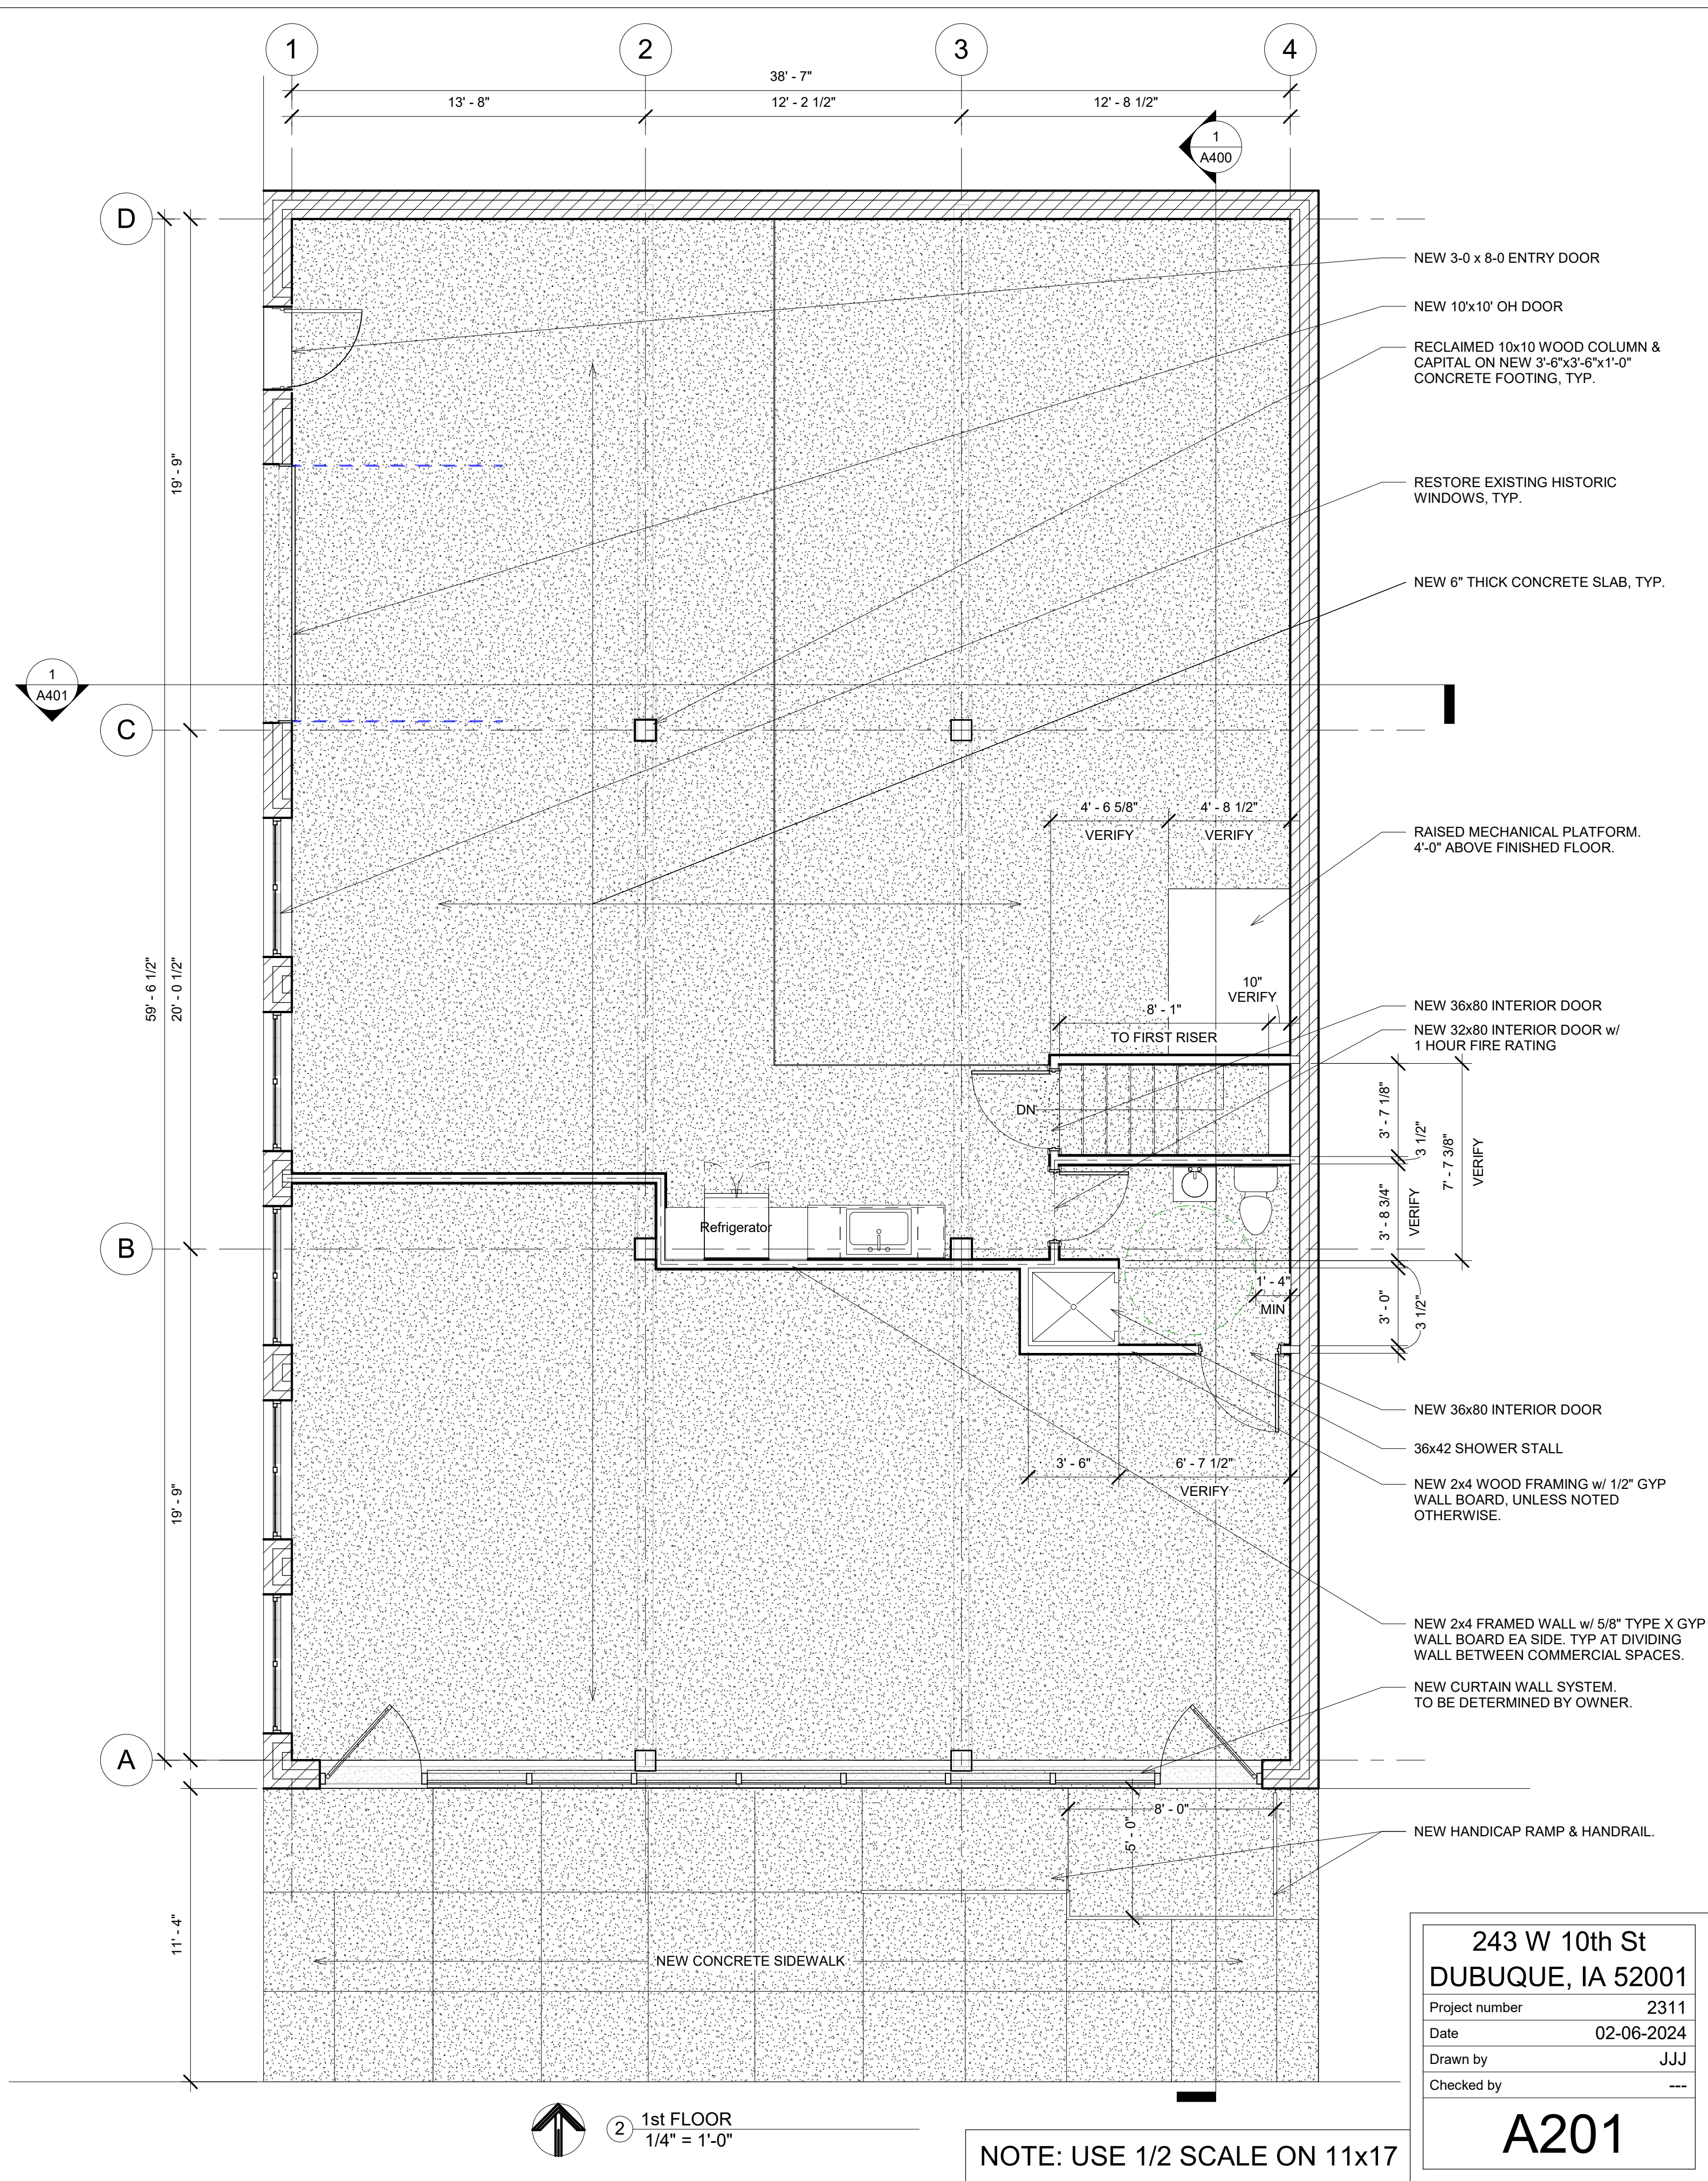 1
2
3
4
38' - 7"
13' - 8"
12' - 2 1/2"
12' - 8 1/2"
1
A400
D
NEW 3-0 x 8-0 ENTRY DOOR
NEW 10'x10' OH DOOR
RECLAIMED 10x10 WOOD COLUMN &
CAPITAL ON NEW 3'-6"x3'-6"x1'-0"
CONCRETE FOOTING, TYP.
19' - 9"
RESTORE EXISTING HISTORIC
WINDOWS, TYP.
NEW 6" THICK CONCRETE SLAB, TYP.
1
A401
C
4' - 6 5/8"
VERIFY
4' - 8 1/2"
VERIFY
RAISED MECHANICAL PLATFORM.
4'-0" ABOVE FINISHED FLOOR.
59' - 6 1/2"
20' - 0 1/2"
10"
VERIFY
8' - 1"
TO FIRST RISER
NEW 36x80 INTERIOR DOOR
NEW 32x80 INTERIOR DOOR w/
1 HOUR FIRE RATING
DN
3' - 7 1/8"
3 1/2"
7' - 7 3/8"
VERIFY
3' - 8 3/4"
VERIFY
Refrigerator
B
1' - 4"
MIN
3' - 0"
3 1/2"
NEW 36x80 INTERIOR DOOR
36x42 SHOWER STALL
3' - 6"
6' - 7 1/2"
VERIFY
NEW 2x4 WOOD FRAMING w/ 1/2" GYP
WALL BOARD, UNLESS NOTED
OTHERWISE.
19' - 9"
NEW 2x4 FRAMED WALL w/ 5/8" TYPE X GYP
WALL BOARD EA SIDE. TYP AT DIVIDING
WALL BETWEEN COMMERCIAL SPACES.
NEW CURTAIN WALL SYSTEM.
TO BE DETERMINED BY OWNER.
A
8' - 0"
5' - 0"
NEW HANDICAP RAMP & HANDRAIL.
11' - 4"
NEW CONCRETE SIDEWALK
243 W 10th St
DUBUQUE, IA 52001
Project number 2311
Date 02-06-2024
Drawn by JJJ
Checked by ---
A201
2
1st FLOOR
1/4" = 1'-0"
NOTE: USE 1/2 SCALE ON 11x17